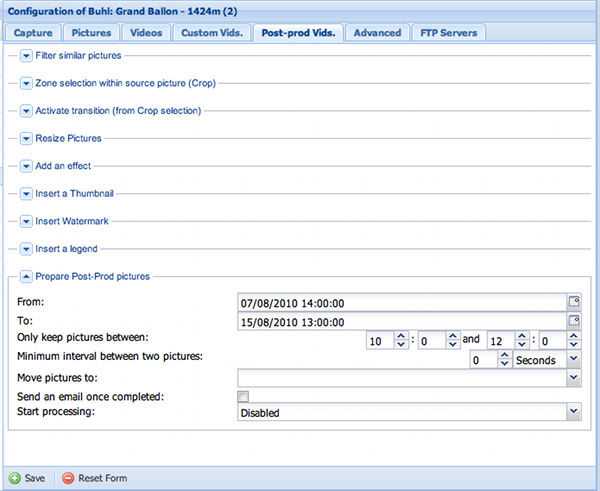 Configuration of Buhl: Grand Ballon - 1424m (2)
Capture Pictures Videos Custom Vids. Post-prod Vids. Advanced FTP Servers
Filter similar pictures
Zone selection within source picture (Crop)
Activate transition (from Crop selection)
Resize Pictures
Add an effect
Insert a Thumbnail
Insert Watermark
Insert a legend
Prepare Post-Prod pictures
From: 07/08/2010 14:00:00
To: 15/08/2010 13:00:00
Only keep pictures between: 10 : 0 and 12 : 0
Minimum interval between two pictures: 0 Seconds
Move pictures to:
Send an email once completed:
Start processing: Disabled
Save Reset Form